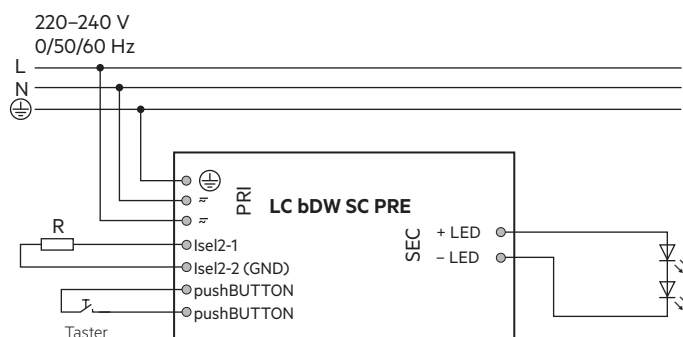 220–240 V
0/50/60 Hz
L
N
PRI
LC bDW SC PRE
R
Isel2-1
Isel2-2 (GND)
pushBUTTON
pushBUTTON
Taster
SEC
+ LED
– LED